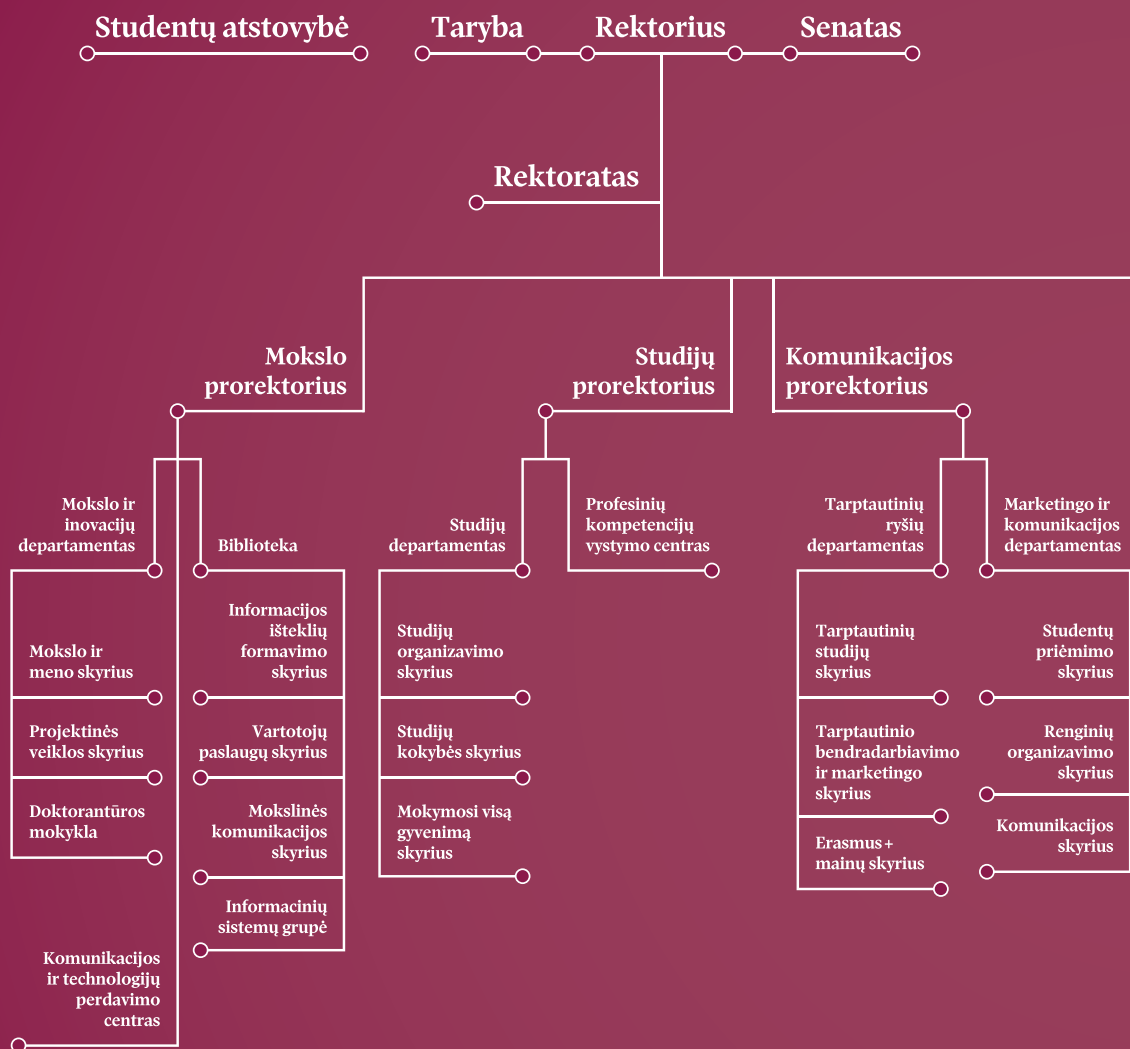 Studentų atstovybė
Taryba
Rektorius
Senatas
Rektoratas
Mokslo
prorektorius
Studijų
prorektorius
Komunikacijos
prorektorius
Mokslo ir
inovacijų
departamentas
Biblioteka
Studijų
departamentas
Profesinių
kompetencijų
vystymo centras
Tarptautinių
ryšių
departamentas
Marketingo ir
komunikacijos
departamentas
Mokslo ir
meno skyrius
Projektinės
veiklos skyrius
Doktorantūros
mokykla
Komunikacijos
ir technologijų
perdavimo
centras
Informacijos
išteklių
formavimo
skyrius
Vartotojų
paslaugų skyrius
Mokslinės
komunikacijos
skyrius
Informacinių
sistemų grupė
Studijų
organizavimo
skyrius
Studijų
kokybės skyrius
Mokymosi visą
gyvenimą
skyrius
Tarptautinių
studijų
skyrius
Tarptautinio
bendradarbiavimo
ir marketingo
skyrius
Erasmus+
mainų skyrius
Studentų
priėmimo
skyrius
Renginių
organizavimo
skyrius
Komunikacijos
skyrius